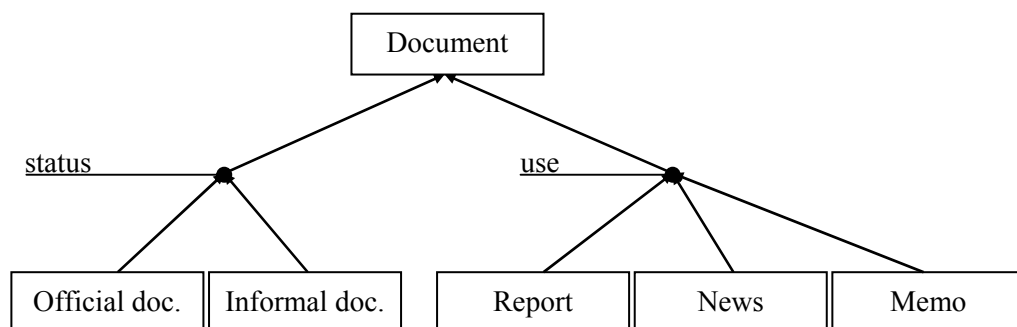 Document
status
use
Official doc.
Informal doc.
Report
News
Memo